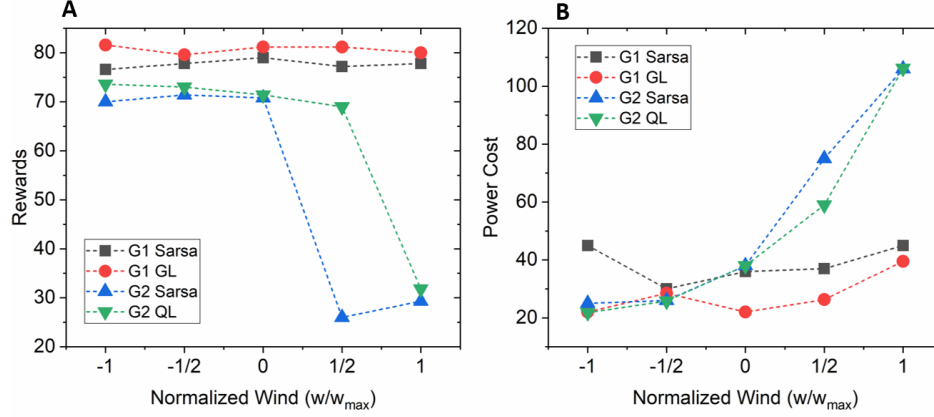 A
Rewards
80
70
60
50
40
30
20
G1 Sarsa
G1 GL
G2 Sarsa
G2 QL
-1
-1/2
0
1/2
1
Normalized Wind (w/wmax)
B
Power Cost
120
100
80
60
40
20
G1 Sarsa
G1 GL
G2 Sarsa
G2 QL
-1
-1/2
0
1/2
1
Normalized Wind (w/wmax)